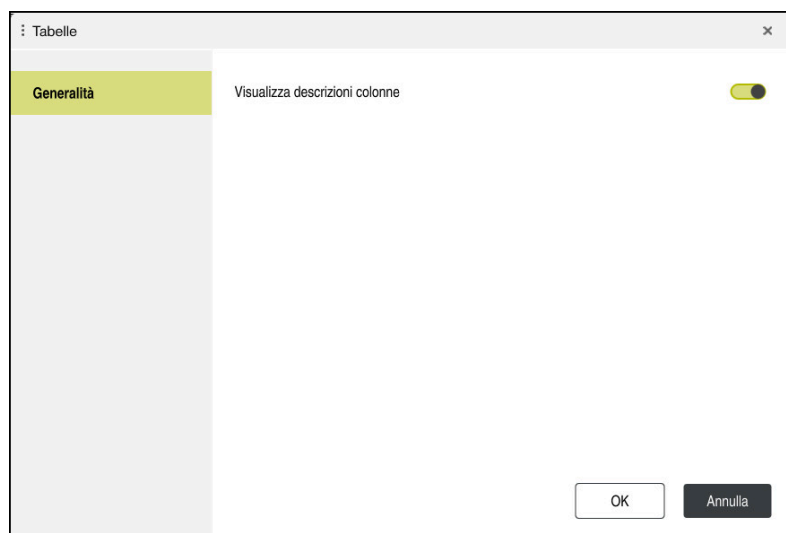 Tabelle
Generalità
Visualizza descrizioni colonne
OK
Annulla